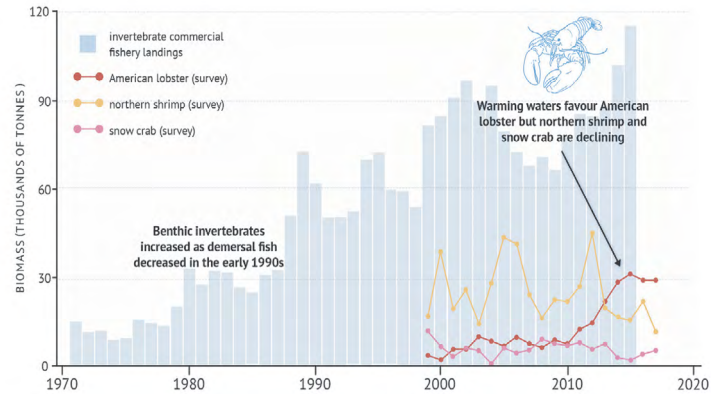 120
90
60
30
0
BIOMASS (THOUSANDS OF TONNES)
invertebrate commercial
fishery landings
American lobster (survey)
northern shrimp (survey)
snow crab (survey)
Warming waters favour American
lobster but northern shrimp and
snow crab are declining
Benthic invertebrates
increased as demersal fish
decreased in the early 1990s
1970
1980
1990
2000
2010
2020